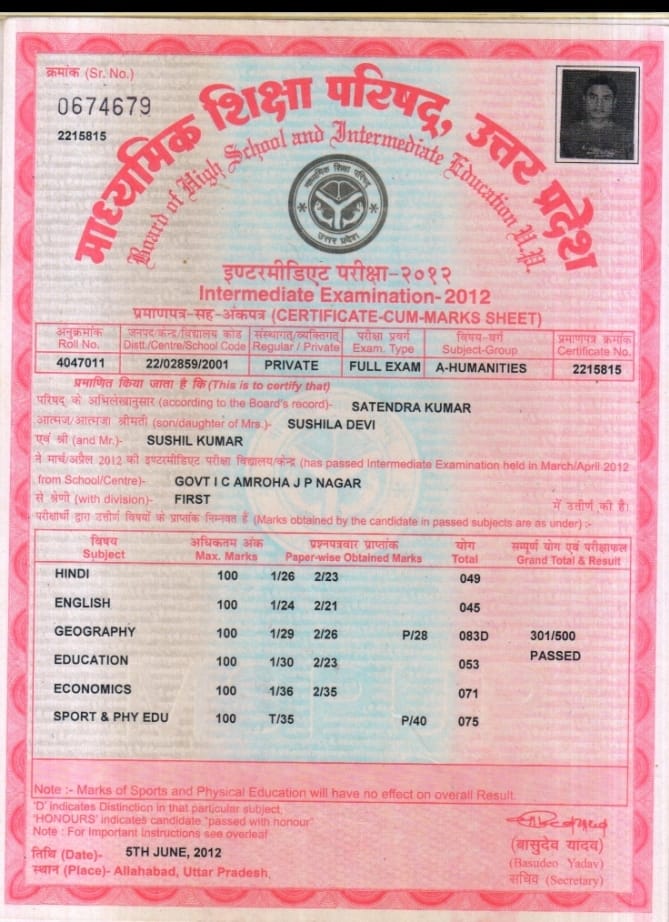 क्रमांक (Sr. No.)
0674679
2215815
माध्यमिक शिक्षा परिषद्, उत्तर प्रदेश
Board of High School and Intermediate Education U.P.
माध्यमिक शिक्षा परिषद्
उत्तर प्रदेश
इण्टरमीडिएट परीक्षा-२०१२
Intermediate Examination- 2012
प्रमाणपत्र-सह-अंकपत्र (CERTIFICATE-CUM-MARKS SHEET)
अनुक्रमांक जनपद/केन्द्र/विद्यालय कोड संस्थागत/व्यक्तिगत परीक्षा प्रवर्ग विषय-वर्ग प्रमाणपत्र क्रमांक
Roll No. Distt./Centre/School Code Regular / Private Exam. Type Subject-Group Certificate No.
4047011 22/02859/2001 PRIVATE FULL EXAM A-HUMANITIES 2215815
प्रमाणित किया जाता है कि (This is to certify that)
परिषद् के अभिलेखानुसार (according to the Board's record)- SATENDRA KUMAR
आत्मज/आत्मजा श्रीमती (son/daughter of Mrs.)- SUSHILA DEVI
एवं श्री (and Mr.)- SUSHIL KUMAR
ने मार्च/अप्रैल 2012 की इण्टरमीडिएट परीक्षा विद्यालय/केन्द्र (has passed Intermediate Examination held in March/April 2012
from School/Centre)- GOVT I C AMROHA J P NAGAR
से श्रेणी (with division)- FIRST में उत्तीर्ण की है।
परीक्षार्थी द्वारा उत्तीर्ण विषयों के प्राप्तांक निम्नवत हैं (Marks obtained by the candidate in passed subjects are as under) :-
विषय अधिकतम अंक प्रश्नपत्रवार प्राप्तांक योग सम्पूर्ण योग एवं परीक्षाफल
Subject Max. Marks Paper-wise Obtained Marks Total Grand Total & Result
HINDI 100 1/26 2/23 049
ENGLISH 100 1/24 2/21 045
GEOGRAPHY 100 1/29 2/26 P/28 083D 301/500
EDUCATION 100 1/30 2/23 053 PASSED
ECONOMICS 100 1/36 2/35 071
SPORT & PHY EDU 100 T/35 P/40 075
Note :- Marks of Sports and Physical Education will have no effect on overall Result.
'D' indicates Distinction in that particular subject,
'HONOURS' indicates candidate "passed with honour"
Note : For Important Instructions see overleaf
तिथि (Date)- 5TH JUNE, 2012
स्थान (Place)- Allahabad, Uttar Pradesh.
(बासुदेव यादव)
(Basudeo Yadav)
सचिव (Secretary)